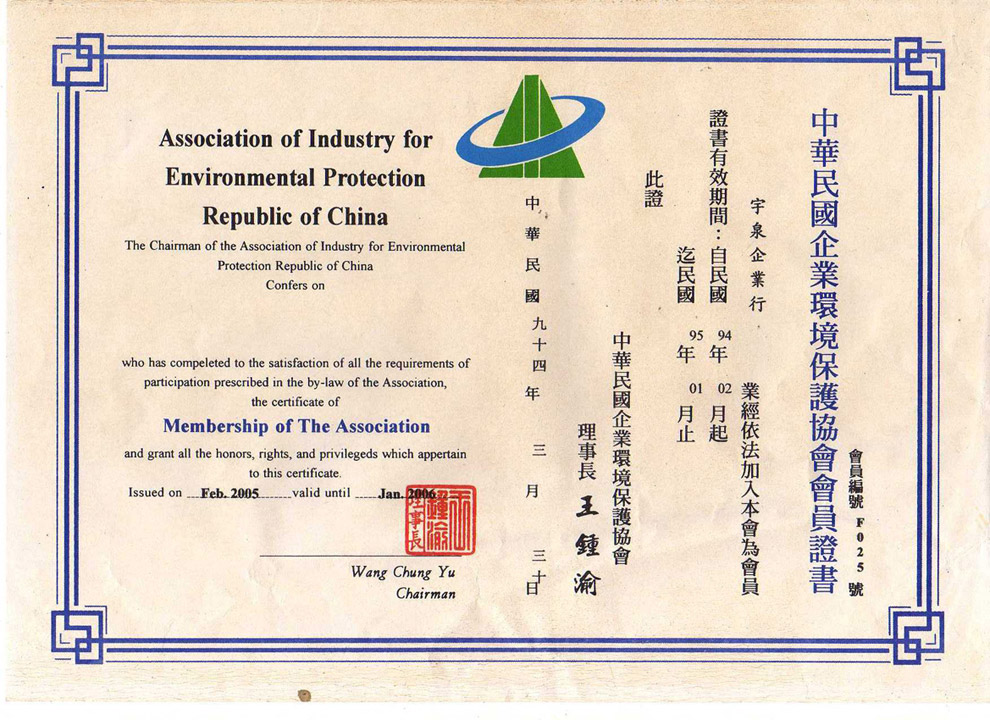 Association of Industry for
Environmental Protection
Republic of China
The Chairman of the Association of Industry for Environmental
Protection Republic of China
Confers on
who has compeleted to the satisfaction of all the requirements of
participation prescribed in the by-law of the Association,
the certificate of
Membership of The Association
and grant all the honors, rights, and privilegeds which appertain
to this certificate.
Issued on Feb. 2005 valid until Jan. 2006
Wang Chung Yu
Chairman
中華民國企業環境保護協會會員證書
會員編號 F025 號
宇泉企業行 業經依法加入本會為會員
證書有效期間：自民國 94 年 02 月起
迄民國 95 年 01 月止
此證
中華民國企業環境保護協會
理事長 王鍾渝
中華民國九十四年三月三十日
理事長
王鍾渝